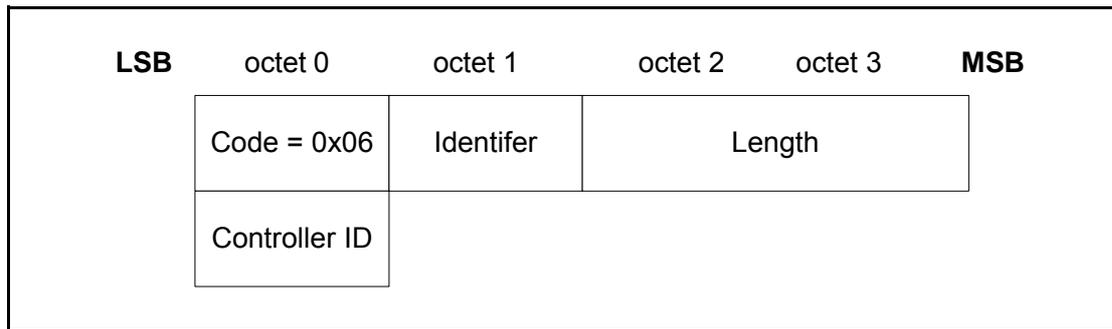 LSB octet 0 octet 1 octet 2 octet 3 MSB
Code = 0x06 Identifer Length
Controller ID